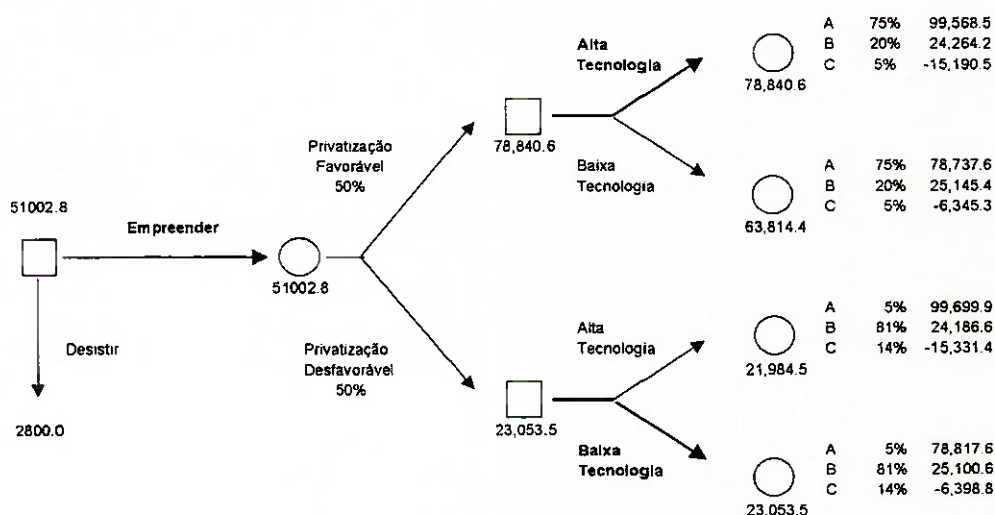 A 75% 99,568.5
Alta B 20% 24,264.2
Tecnologia C 5% -15,190.5
78,840.6
78,840.6
Privatização
Favorável
50%
Baixa A 75% 78,737.6
Tecnologia B 20% 25,145.4
C 5% -6,345.3
63,814.4
51002.8
Empreender
51002.8
Desistir
2800.0
Privatização
Desfavorável
50%
A 5% 99,699.9
Alta B 81% 24,186.6
Tecnologia C 14% -15,331.4
21,984.5
23,053.5
Baixa A 5% 78,817.6
Tecnologia B 81% 25,100.6
C 14% -6,398.8
23,053.5